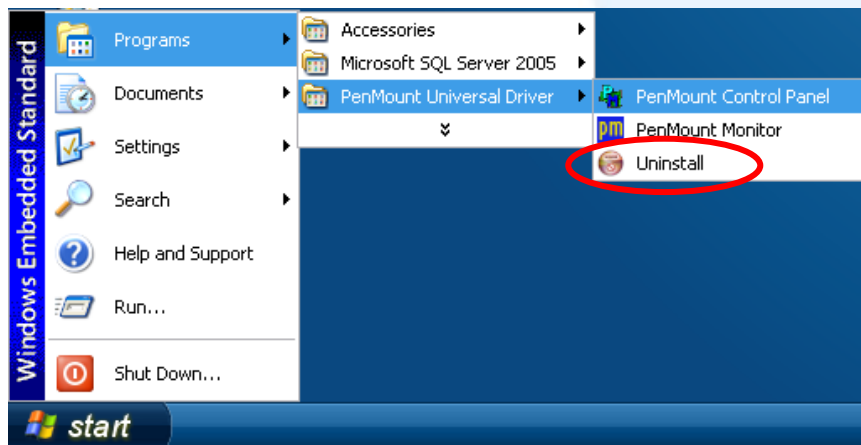 Windows Embedded Standard
Programs
Documents
Settings
Search
Help and Support
Run...
Shut Down...
Accessories
Microsoft SQL Server 2005
PenMount Universal Driver
PenMount Control Panel
pm
PenMount Monitor
Uninstall
start